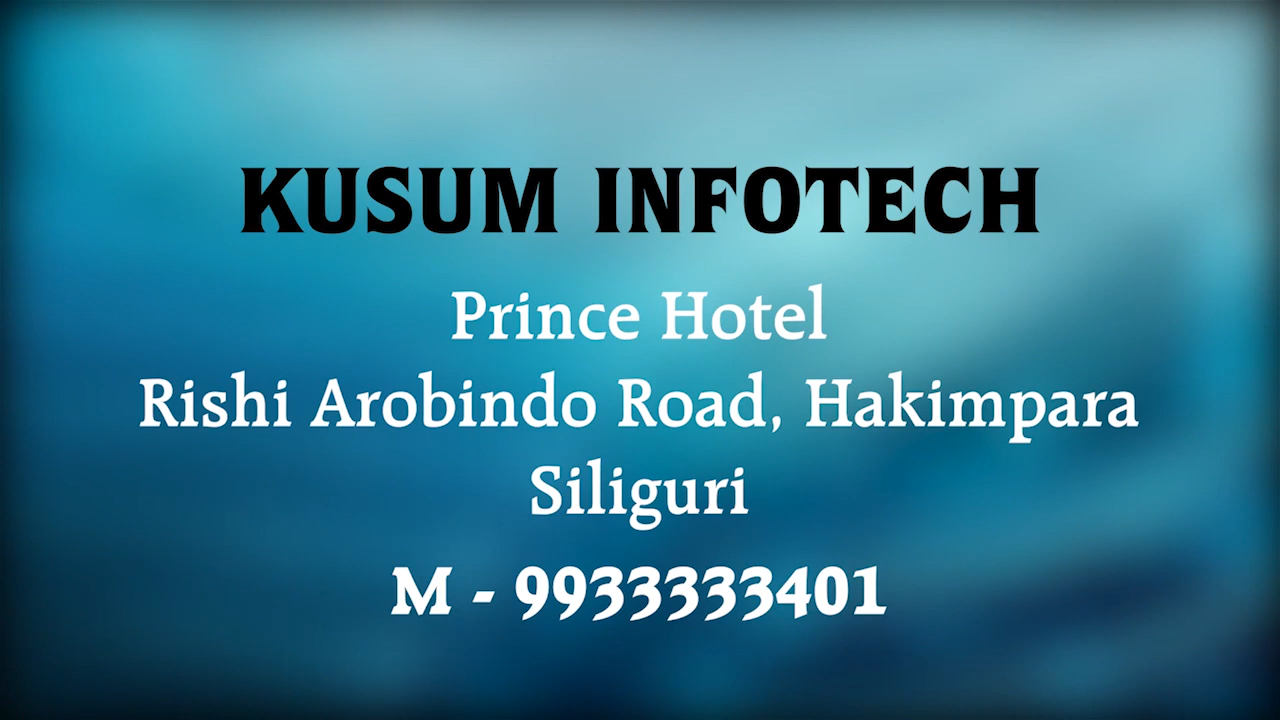 KUSUM INFOTECH
Prince Hotel
Rishi Arobindo Road, Hakimpara
Siliguri
M - 9933333401